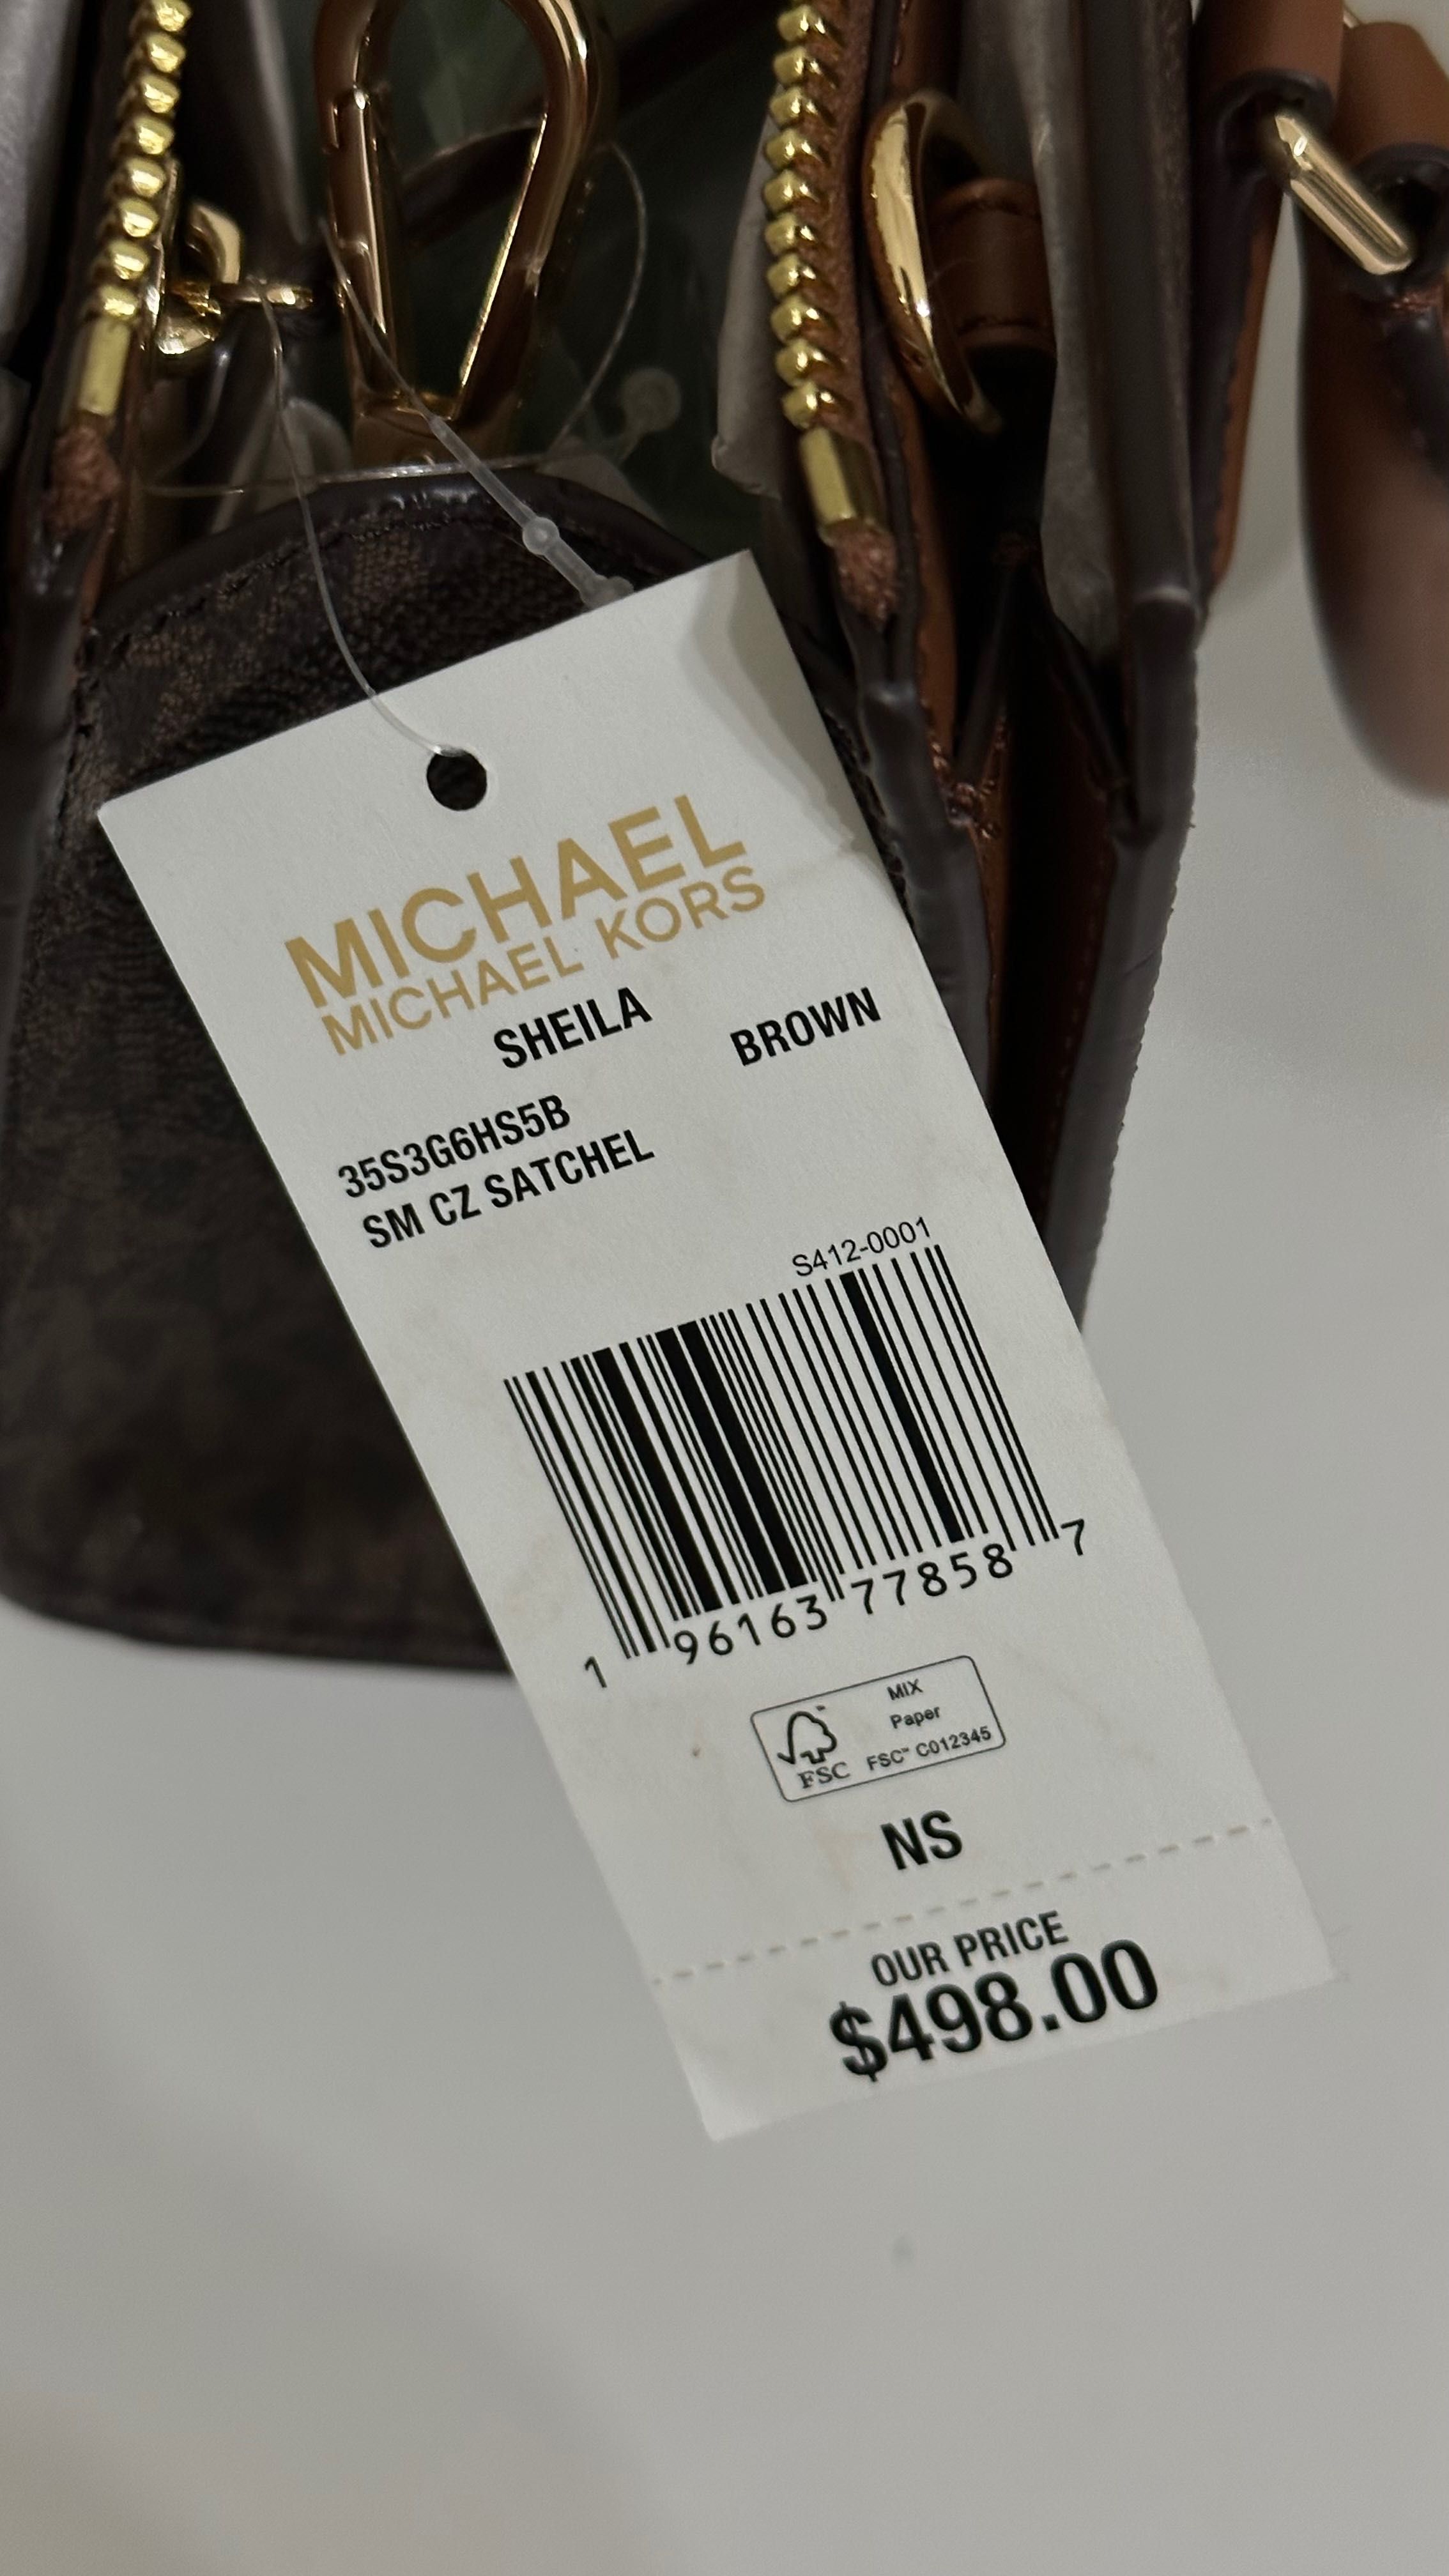 MICHAEL
MICHAEL KORS
SHEILA BROWN
35S3G6HS5B
SM CZ SATCHEL
S412-0001
1 96163 77858 7
MIX
Paper
FSC™ C012345
FSC
NS
OUR PRICE
$498.00